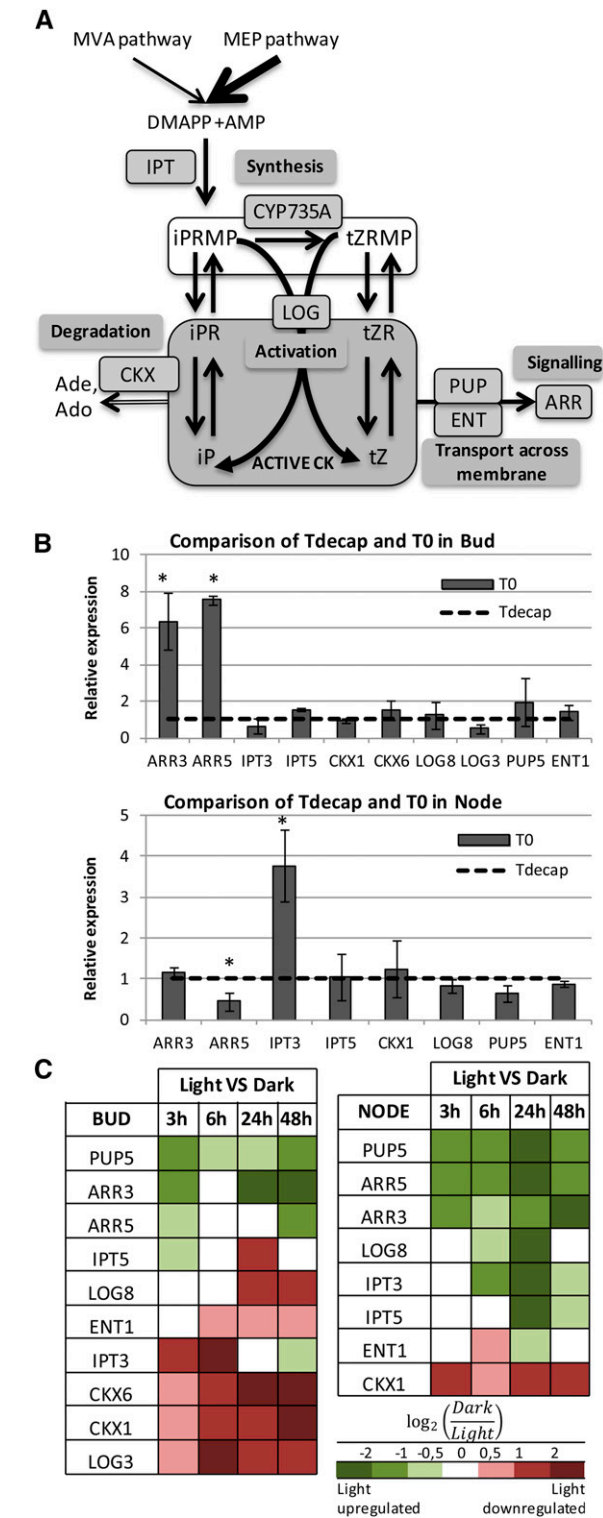 A
MVA pathway MEP pathway
DMAPP+AMP
IPT
Synthesis
CYP735A
iPRMP tZRMP
LOG
Degradation
iPR tZR
Activation
CKX
Ade,
Ado
Signalling
PUP
ARR
ENT
iP ACTIVE CK tZ
Transport across
membrane
B
Comparison of Tdecap and T0 in Bud
Relative expression
10
8
6
4
2
0
* *
T0
Tdecap
ARR3 ARR5 IPT3 IPT5 CKX1 CKX6 LOG8 LOG3 PUP5 ENT1
Comparison of Tdecap and T0 in Node
Relative expression
5
4
3
2
1
0
*
*
T0
Tdecap
ARR3 ARR5 IPT3 IPT5 CKX1 LOG8 PUP5 ENT1
C
Light VS Dark
BUD 3h 6h 24h 48h
PUP5
ARR3
ARR5
IPT5
LOG8
ENT1
IPT3
CKX6
CKX1
LOG3
Light VS Dark
NODE 3h 6h 24h 48h
PUP5
ARR5
ARR3
LOG8
IPT3
IPT5
ENT1
CKX1
log2 (Dark/Light)
-2 -1 -0,5 0 0,5 1 2
Light
upregulated
Light
downregulated